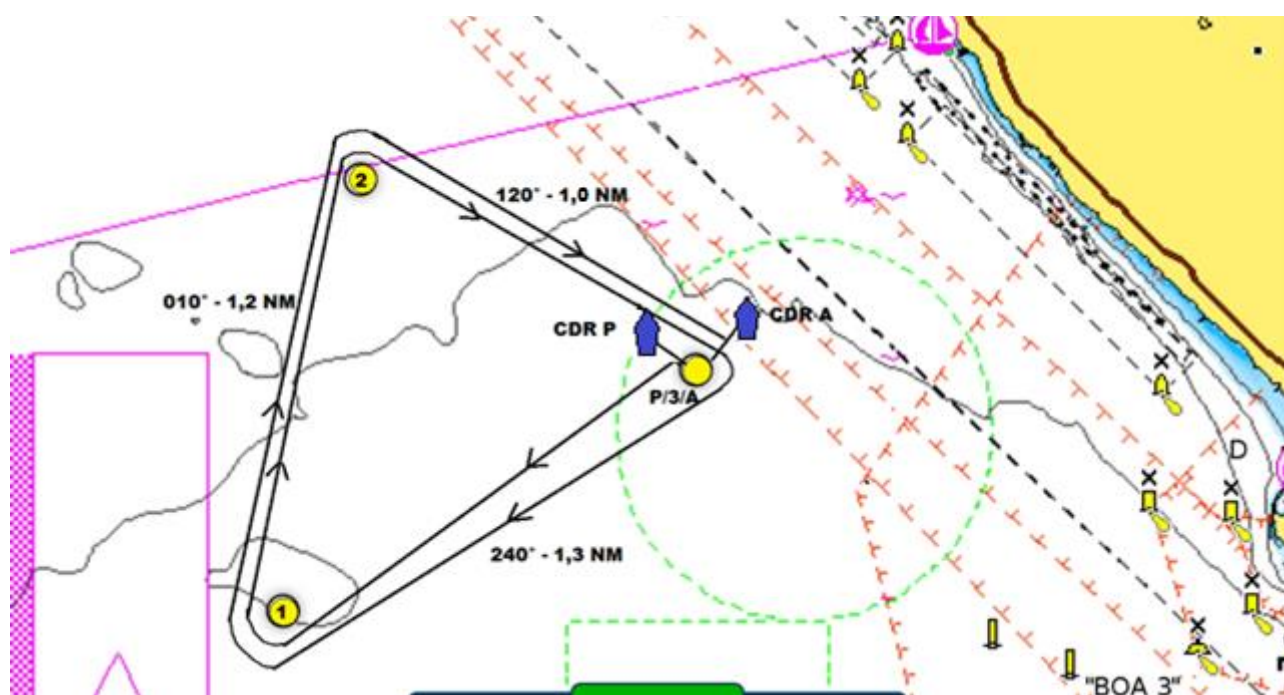 2
120° - 1,0 NM
010° - 1,2 NM
CDR P
CDR A
P/3/A
D
240° - 1,3 NM
1
"BOA 3"